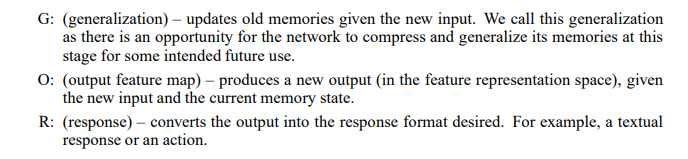 G: (generalization) – updates old memories given the new input. We call this generalization
as there is an opportunity for the network to compress and generalize its memories at this
stage for some intended future use.
O: (output feature map) – produces a new output (in the feature representation space), given
the new input and the current memory state.
R: (response) – converts the output into the response format desired. For example, a textual
response or an action.